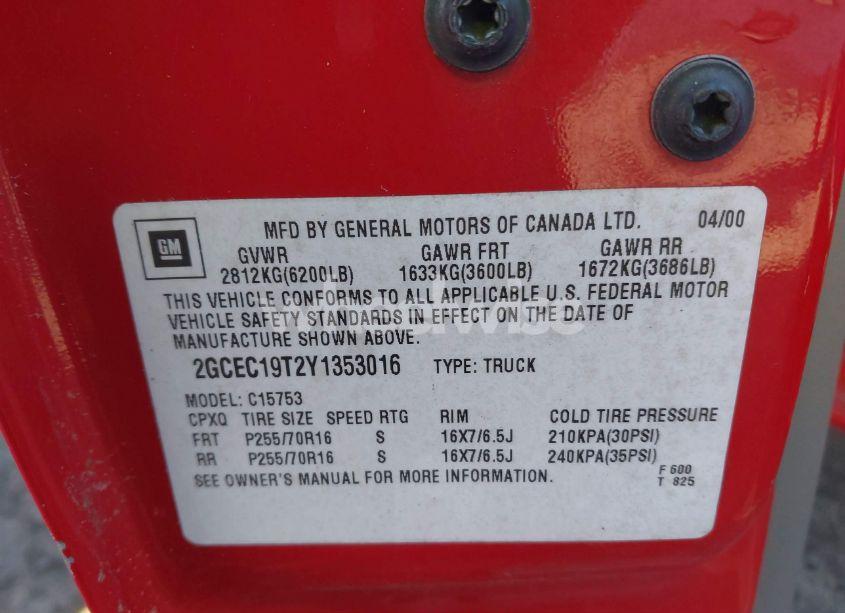 GM
MFD BY GENERAL MOTORS OF CANADA LTD. 04/00
GVWR GAWR FRT GAWR RR
2812KG(6200LB) 1633KG(3600LB) 1672KG(3686LB)
THIS VEHICLE CONFORMS TO ALL APPLICABLE U.S. FEDERAL MOTOR
VEHICLE SAFETY STANDARDS IN EFFECT ON THE DATE OF
MANUFACTURE SHOWN ABOVE.
2GCEC19T2Y1353016 TYPE: TRUCK
MODEL: C15753
CPXQ TIRE SIZE SPEED RTG RIM COLD TIRE PRESSURE
FRT P255/70R16 S 16X7/6.5J 210KPA(30PSI)
RR P255/70R16 S 16X7/6.5J 240KPA(35PSI)
SEE OWNER'S MANUAL FOR MORE INFORMATION.
F 600
T 825